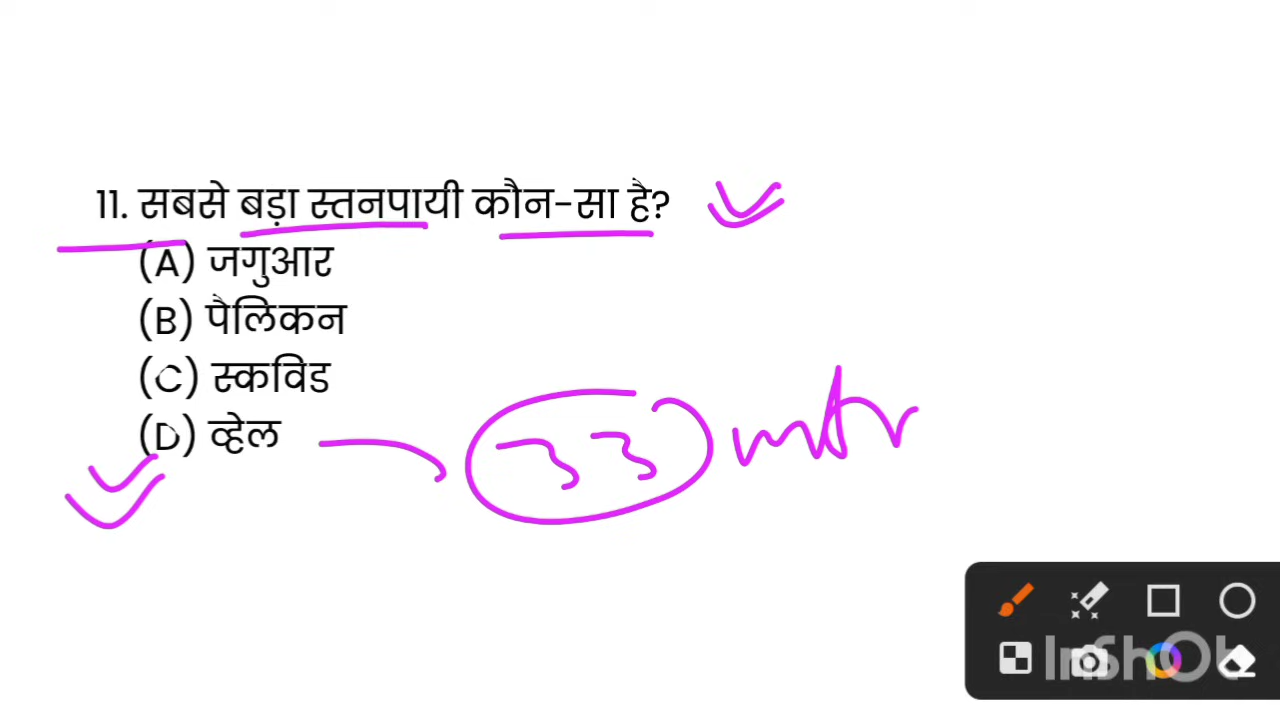 11. सबसे बड़ा स्तनपायी कौन-सा है?
(A) जगुआर
(B) पैलिकन
(C) स्कविड
(D) व्हेल
33 mtr
InShOt